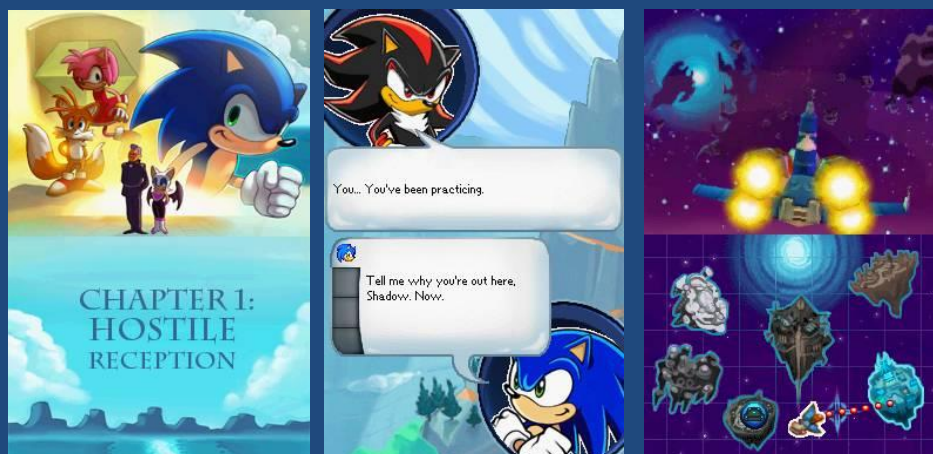 CHAPTER 1:
HOSTILE
RECEPTION
You... You've been practicing.
Tell me why you're out here,
Shadow. Now.